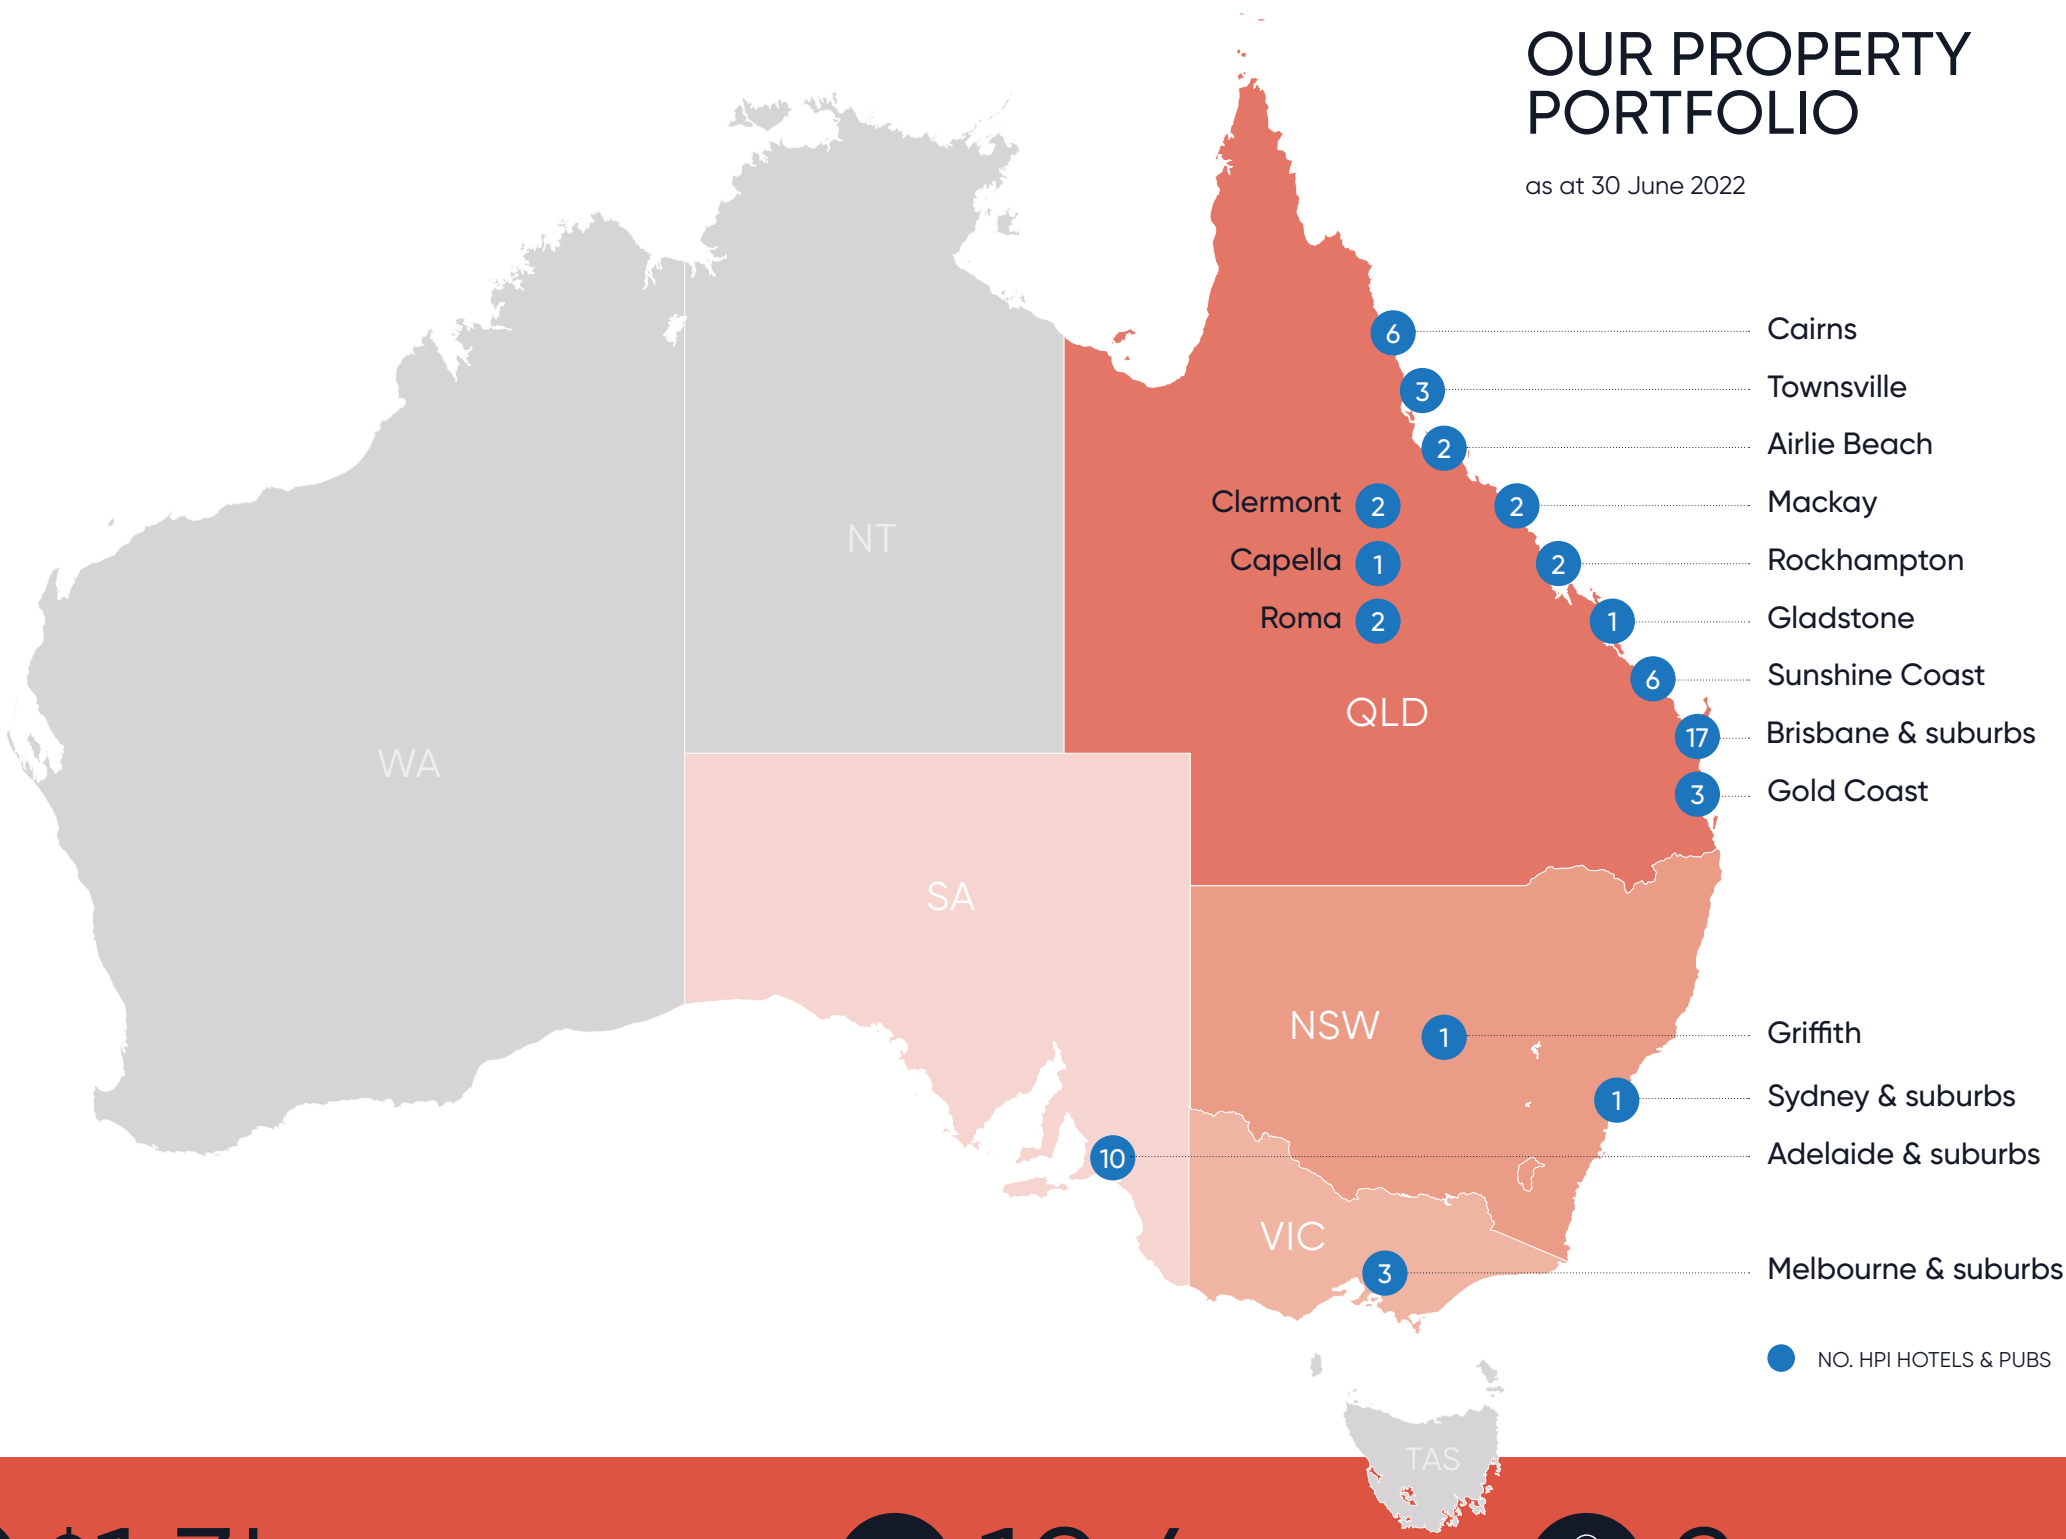 OUR PROPERTY
PORTFOLIO
as at 30 June 2022
6 Cairns
3 Townsville
2 Airlie Beach
Clermont 2
2 Mackay
Capella 1
2 Rockhampton
Roma 2
1 Gladstone
6 Sunshine Coast
17 Brisbane & suburbs
3 Gold Coast
NT
QLD
WA
SA
NSW
1 Griffith
1 Sydney & suburbs
10 Adelaide & suburbs
VIC
3 Melbourne & suburbs
NO. HPI HOTELS & PUBS
TAS